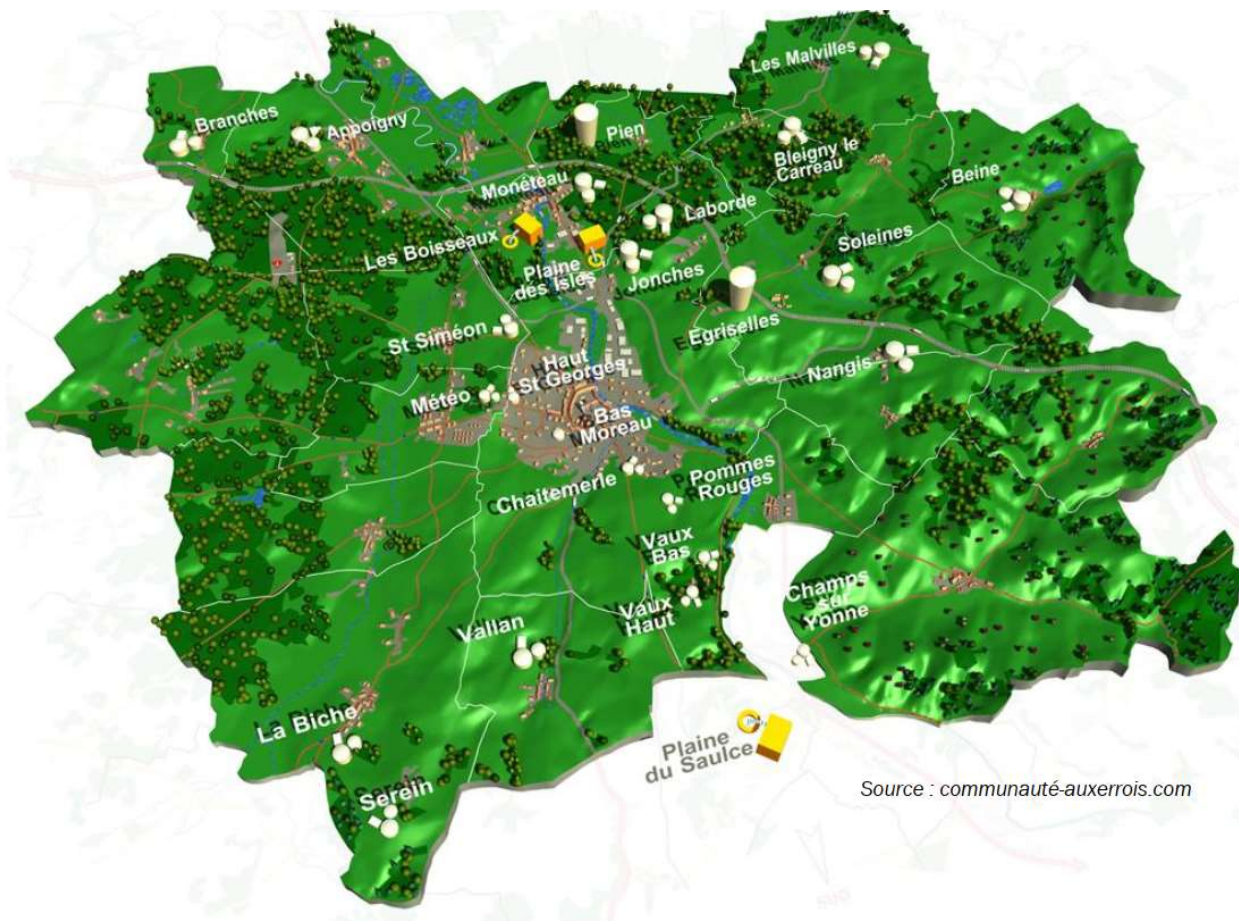 Les Malvilles
Branches
Appoigny
Pien
Bleigny le
Carreau
Beine
Monéteau
Laborde
Les Boisseaux
Soleines
Plaine
des Isles
Jonches
Egriselles
St Siméon
Haut
St Georges
Nangis
Météo
Bas
Moreau
Pommes
Rouges
Chaitemerle
Vaux
Bas
Champs
sur
Yonne
Vaux
Haut
Vallan
La Biche
Plaine
du Saulce
Serein
Source : communauté-auxerrois.com